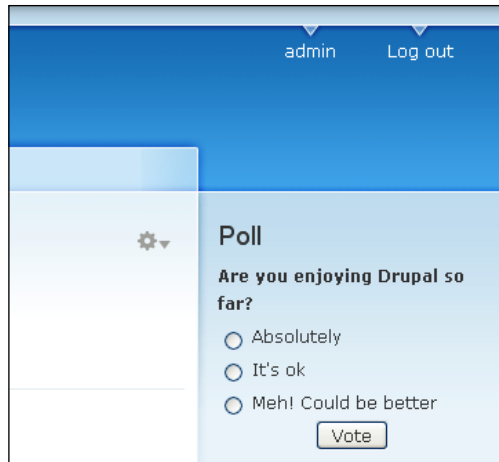 admin Log out
Poll
Are you enjoying Drupal so
far?
Absolutely
It's ok
Meh! Could be better
Vote